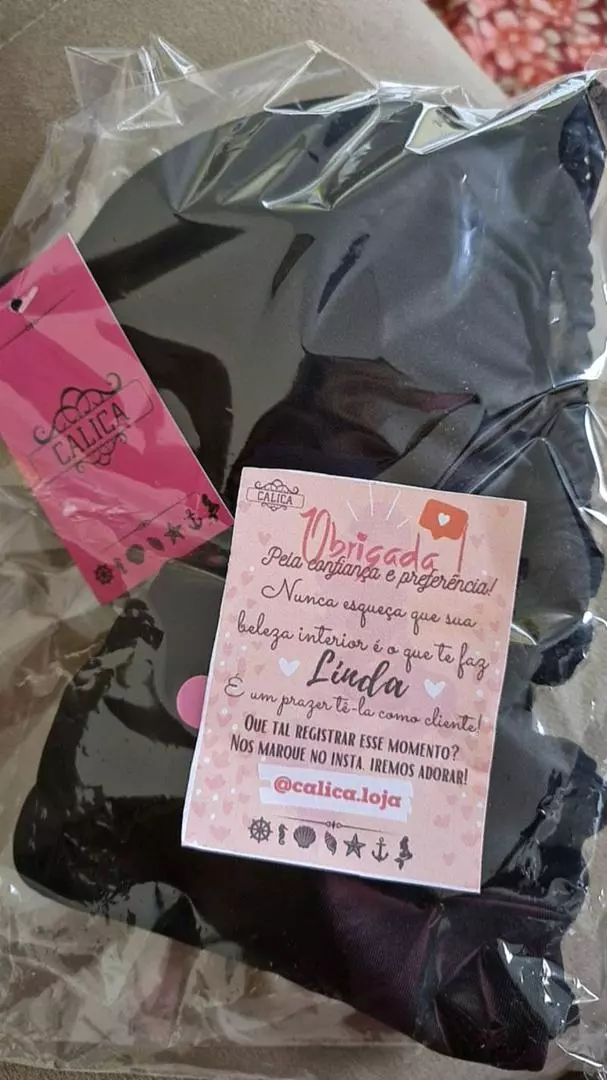 CALICA
CALICA
Obrigada!
Pela confiança e preferência!
Nunca esqueça que sua
beleza interior é o que te faz
Linda
É um prazer tê-la como cliente!
QUE TAL REGISTRAR ESSE MOMENTO?
NOS MARQUE NO INSTA, IREMOS ADORAR!
@calica.loja